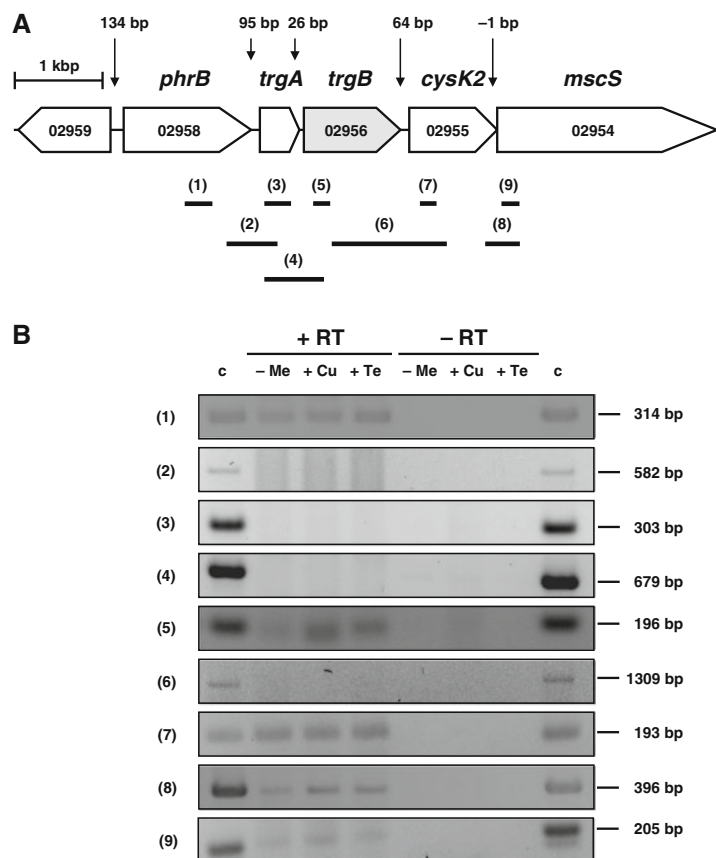 A
134 bp 95 bp 26 bp 64 bp –1 bp
1 kbp phrB trgA trgB cysK2 mscS
02959 02958 02956 02955 02954
(1) (3) (5) (7) (9)
(2) (6) (8)
(4)
B
+ RT – RT
c – Me + Cu + Te – Me + Cu + Te c
(1) 314 bp
(2) 582 bp
(3) 303 bp
(4) 679 bp
(5) 196 bp
(6) 1309 bp
(7) 193 bp
(8) 396 bp
(9) 205 bp